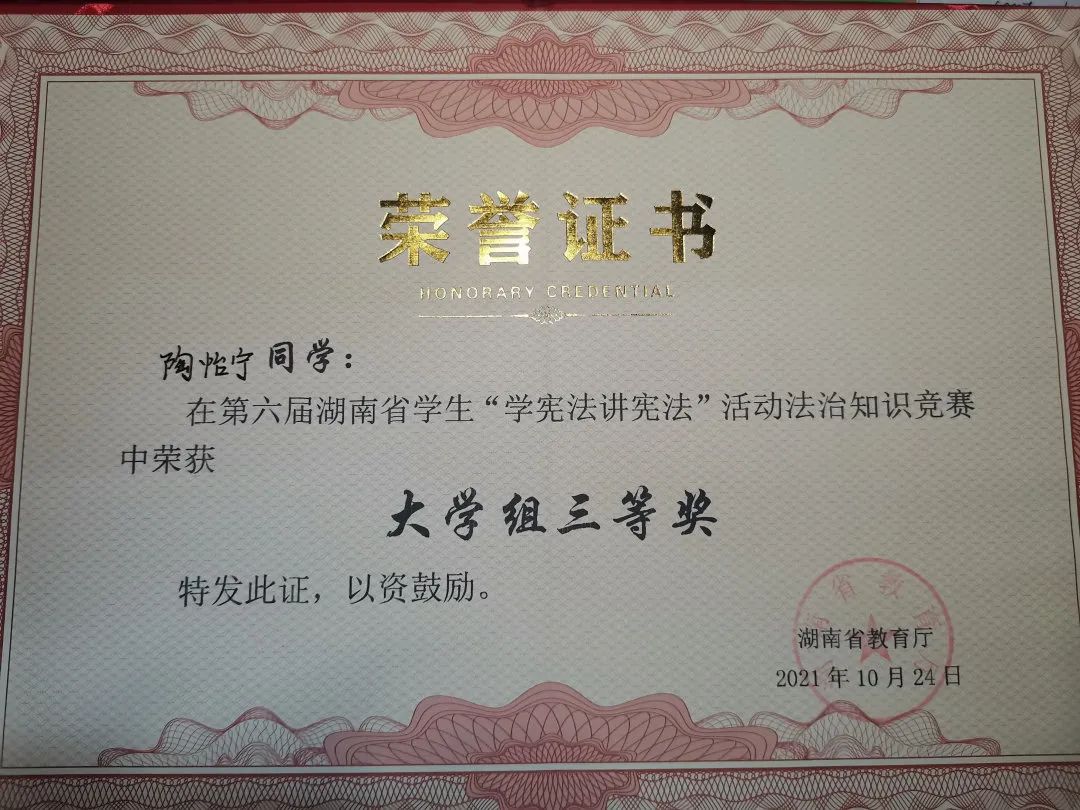 荣誉证书
HONORARY CREDENTIAL
陶怡宁同学：
在第六届湖南省学生“学宪法讲宪法”活动法治知识竞赛
中荣获
大学组三等奖
特发此证，以资鼓励。
湖南省教育厅
2021年10月24日